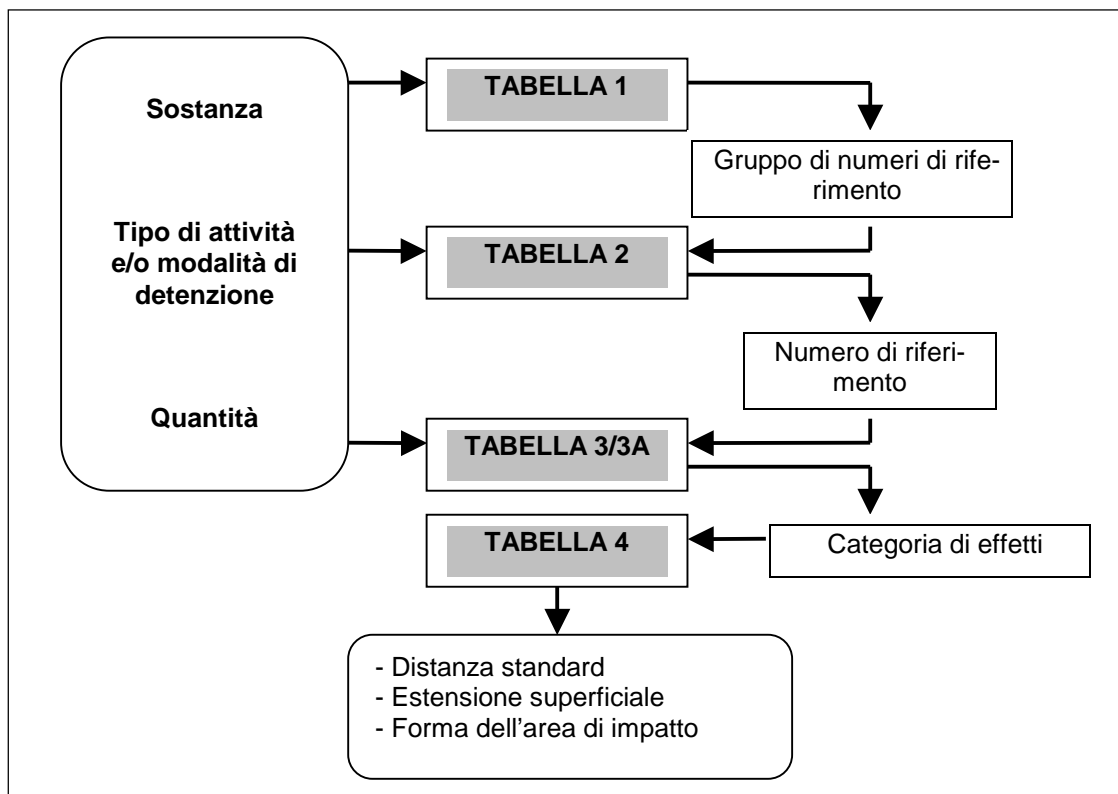 Sostanza
Tipo di attività
e/o modalità di
detenzione
Quantità
TABELLA 1
Gruppo di numeri di rife-
rimento
TABELLA 2
Numero di riferi-
mento
TABELLA 3/3A
Categoria di effetti
TABELLA 4
- Distanza standard
- Estensione superficiale
- Forma dell'area di impatto